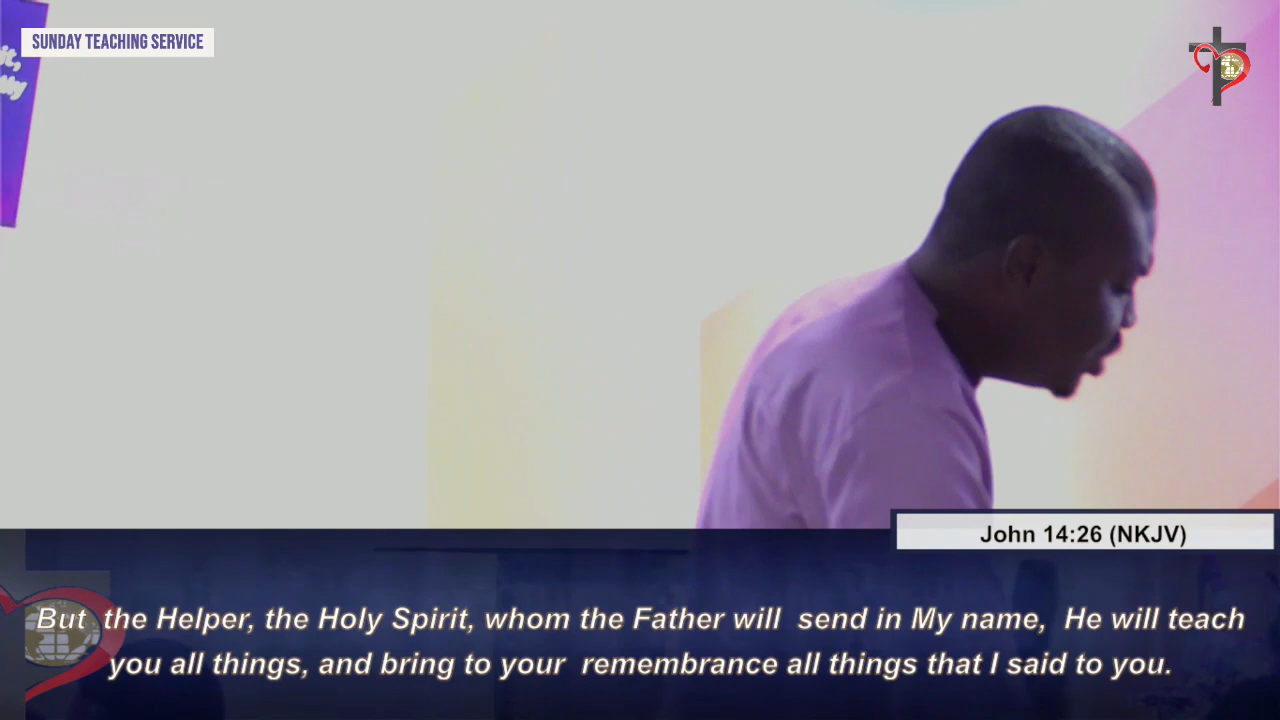 SUNDAY TEACHING SERVICE
John 14:26 (NKJV)
But the Helper, the Holy Spirit, whom the Father will send in My name, He will teach
you all things, and bring to your remembrance all things that I said to you.